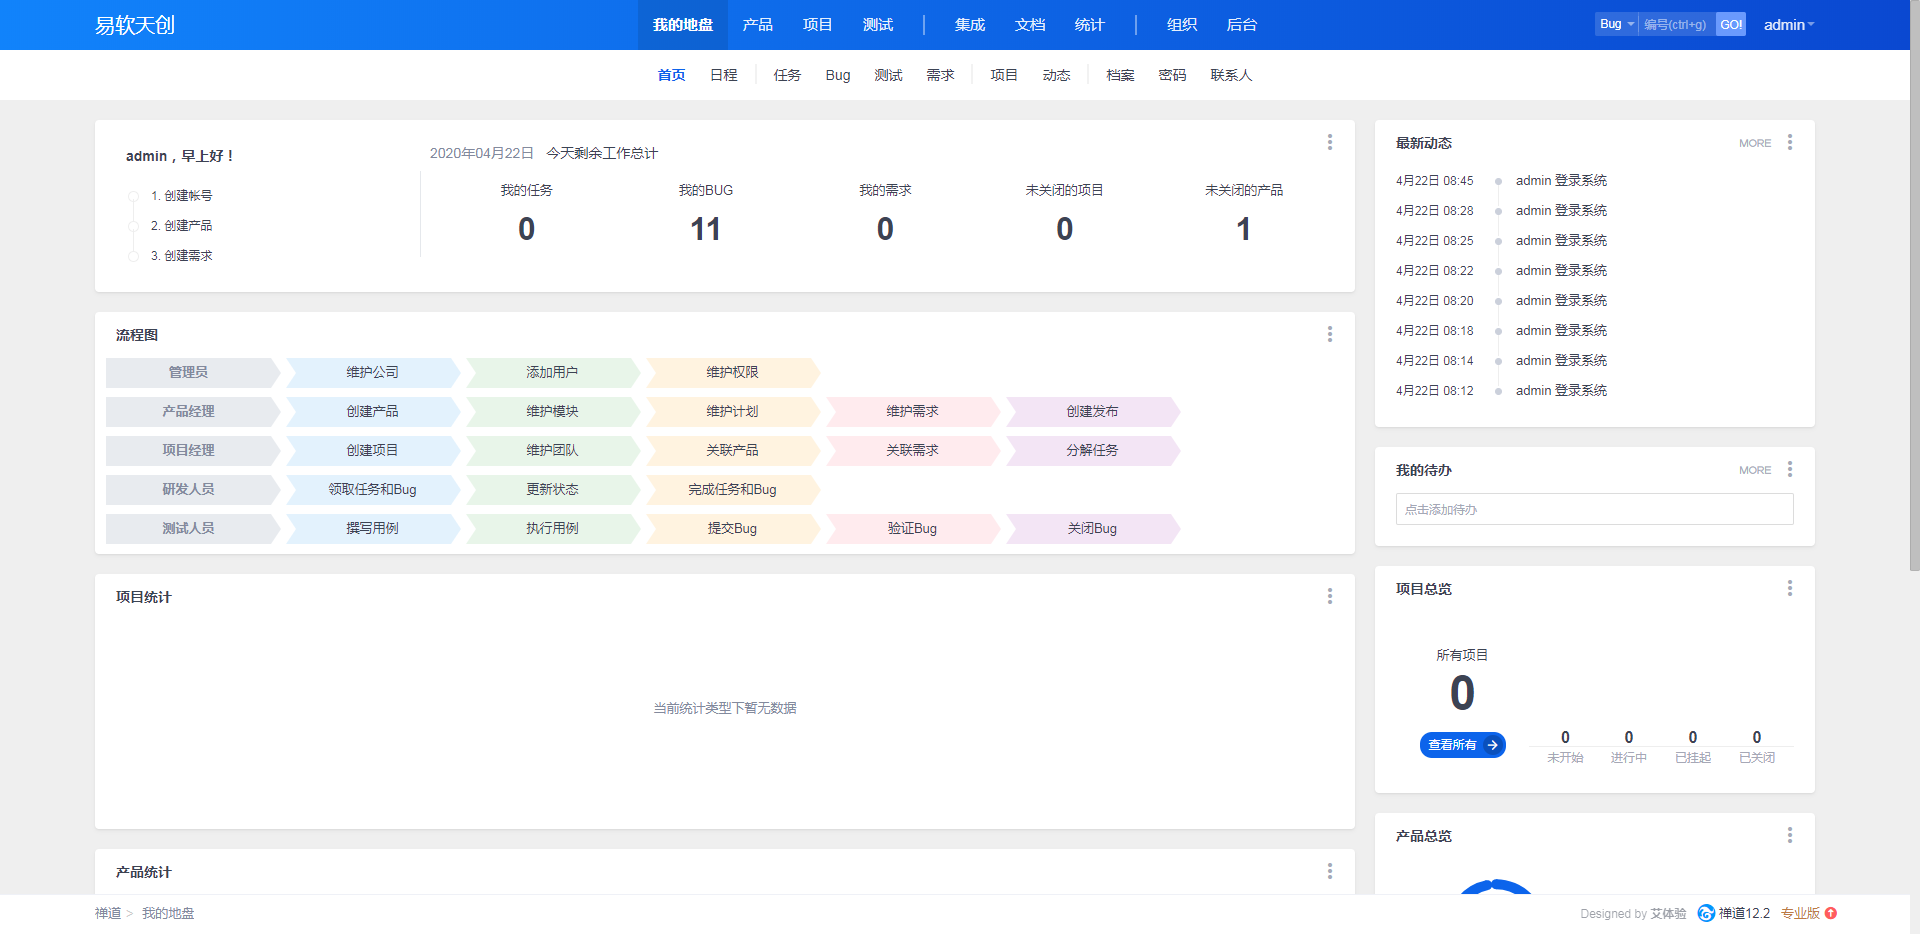 易软天创 我的地盘 产品 项目 测试 集成 文档 统计 组织 后台 Bug 编号(ctrl+g) GO! admin
首页 日程 任务 Bug 测试 需求 项目 动态 档案 密码 联系人
admin，早上好！
1. 创建帐号
2. 创建产品
3. 创建需求
2020年04月22日 今天剩余工作总计
我的任务 我的BUG 我的需求 未关闭的项目 未关闭的产品
0 11 0 0 1
流程图
管理员 维护公司 添加用户 维护权限
产品经理 创建产品 维护模块 维护计划 维护需求 创建发布
项目经理 创建项目 维护团队 关联产品 关联需求 分解任务
研发人员 领取任务和Bug 更新状态 完成任务和Bug
测试人员 撰写用例 执行用例 提交Bug 验证Bug 关闭Bug
项目统计
当前统计类型下暂无数据
产品统计
最新动态 MORE
4月22日 08:45 admin 登录系统
4月22日 08:28 admin 登录系统
4月22日 08:25 admin 登录系统
4月22日 08:22 admin 登录系统
4月22日 08:20 admin 登录系统
4月22日 08:18 admin 登录系统
4月22日 08:14 admin 登录系统
4月22日 08:12 admin 登录系统
我的待办 MORE
点击添加待办
项目总览
所有项目
0
查看所有
0 0 0 0
未开始 进行中 已挂起 已关闭
产品总览
禅道 > 我的地盘 Designed by 艾体验 禅道12.2 专业版